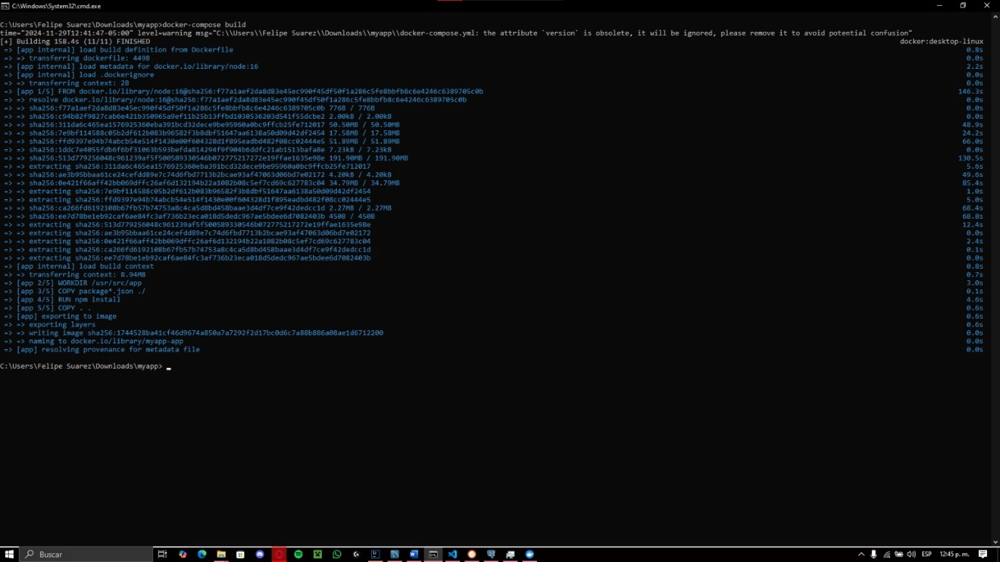 C:\Windows\System32\cmd.exe
C:\Users\Felipe Suarez\Downloads\myapp>docker-compose build
time="2024-11-29T12:41:47-05:00" level=warning msg="C:\\Users\\Felipe Suarez\\Downloads\\myapp\\docker-compose.yml: the attribute `version` is obsolete, it will be ignored, please remove it to avoid potential confusion"
[+] Building 158.4s (11/11) FINISHED docker:desktop-linux
=> [app internal] load build definition from Dockerfile 0.8s
=> => transferring dockerfile: 449B 0.0s
=> [app internal] load metadata for docker.io/library/node:16 2.2s
=> [app internal] load .dockerignore 0.0s
=> => transferring context: 2B 0.0s
=> [app 1/5] FROM docker.io/library/node:16@sha256:f77a1aef2da8d83e45ec990f45df50f1a286c5fe8bbfb8c6e4246c6389705c0b 146.3s
=> => resolve docker.io/library/node:16@sha256:f77a1aef2da8d83e45ec990f45df50f1a286c5fe8bbfb8c6e4246c6389705c0b 0.0s
=> => sha256:f77a1aef2da8d83e45ec990f45df50f1a286c5fe8bbfb8c6e4246c6389705c0b 776B / 776B 0.0s
=> => sha256:c94b82f9827cab6e421b350965a9ef11b25b13ffbd1030536203d541f55dcbe2 2.00kB / 2.00kB 0.0s
=> => sha256:311da6c465ea1576925360eba391bcd32dece9be95960a0bc9ffcb25fe712017 50.50MB / 50.50MB 48.9s
=> => sha256:7e9bf114588c05b2df612b083b96582f3b8dbf51647aa6138a50d09d42df2454 17.58MB / 17.58MB 24.2s
=> => sha256:ffd9397e94b74abcb54e514f1430e00f604328d1f895eadbd482f08cc02444e5 51.89MB / 51.89MB 66.0s
=> => sha256:1ddc7e4055fdb6f6bf31063b593befda814294f9f904b6ddfc21ab1513bafa8e 7.23kB / 7.23kB 0.0s
=> => sha256:513d779256048c961239af5f500589330546b072775217272e19ffae1635e98e 191.90MB / 191.90MB 130.5s
=> => extracting sha256:311da6c465ea1576925360eba391bcd32dece9be95960a0bc9ffcb25fe712017 5.6s
=> => sha256:ae3b95bbaa61ce24cefdd89e7c74d6fbd7713b2bcae93af47063d06bd7e02172 4.20kB / 4.20kB 49.6s
=> => sha256:0e421f66aff42bb069dffc26af6d132194b22a1082b08c5ef7cd69c627783c04 34.79MB / 34.79MB 85.4s
=> => extracting sha256:7e9bf114588c05b2df612b083b96582f3b8dbf51647aa6138a50d09d42df2454 1.0s
=> => extracting sha256:ffd9397e94b74abcb54e514f1430e00f604328d1f895eadbd482f08cc02444e5 5.0s
=> => sha256:ca266fd6192108b67fb57b74753a8c4ca5d8bd458baae3d4df7ce9f42dedcc1d 2.27MB / 2.27MB 68.4s
=> => sha256:ee7d78be1eb92caf6ae84fc3af736b23eca018d5dedc967ae5bdee6d7082403b 450B / 450B 68.8s
=> => extracting sha256:513d779256048c961239af5f500589330546b072775217272e19ffae1635e98e 12.4s
=> => extracting sha256:ae3b95bbaa61ce24cefdd89e7c74d6fbd7713b2bcae93af47063d06bd7e02172 0.0s
=> => extracting sha256:0e421f66aff42bb069dffc26af6d132194b22a1082b08c5ef7cd69c627783c04 2.4s
=> => extracting sha256:ca266fd6192108b67fb57b74753a8c4ca5d8bd458baae3d4df7ce9f42dedcc1d 0.1s
=> => extracting sha256:ee7d78be1eb92caf6ae84fc3af736b23eca018d5dedc967ae5bdee6d7082403b 0.0s
=> [app internal] load build context 0.8s
=> => transferring context: 8.94MB 0.7s
=> [app 2/5] WORKDIR /usr/src/app 3.0s
=> [app 3/5] COPY package*.json ./ 0.1s
=> [app 4/5] RUN npm install 4.6s
=> [app 5/5] COPY . . 0.6s
=> [app] exporting to image 0.6s
=> => exporting layers 0.6s
=> => writing image sha256:1744528ba41cf46d9674a850a7a7292f2d17bc0d6c7a88b886a08ae1d6712200 0.0s
=> => naming to docker.io/library/myapp-app 0.0s
=> [app] resolving provenance for metadata file 0.0s
C:\Users\Felipe Suarez\Downloads\myapp>
Buscar
ESP 12:45 p. m.